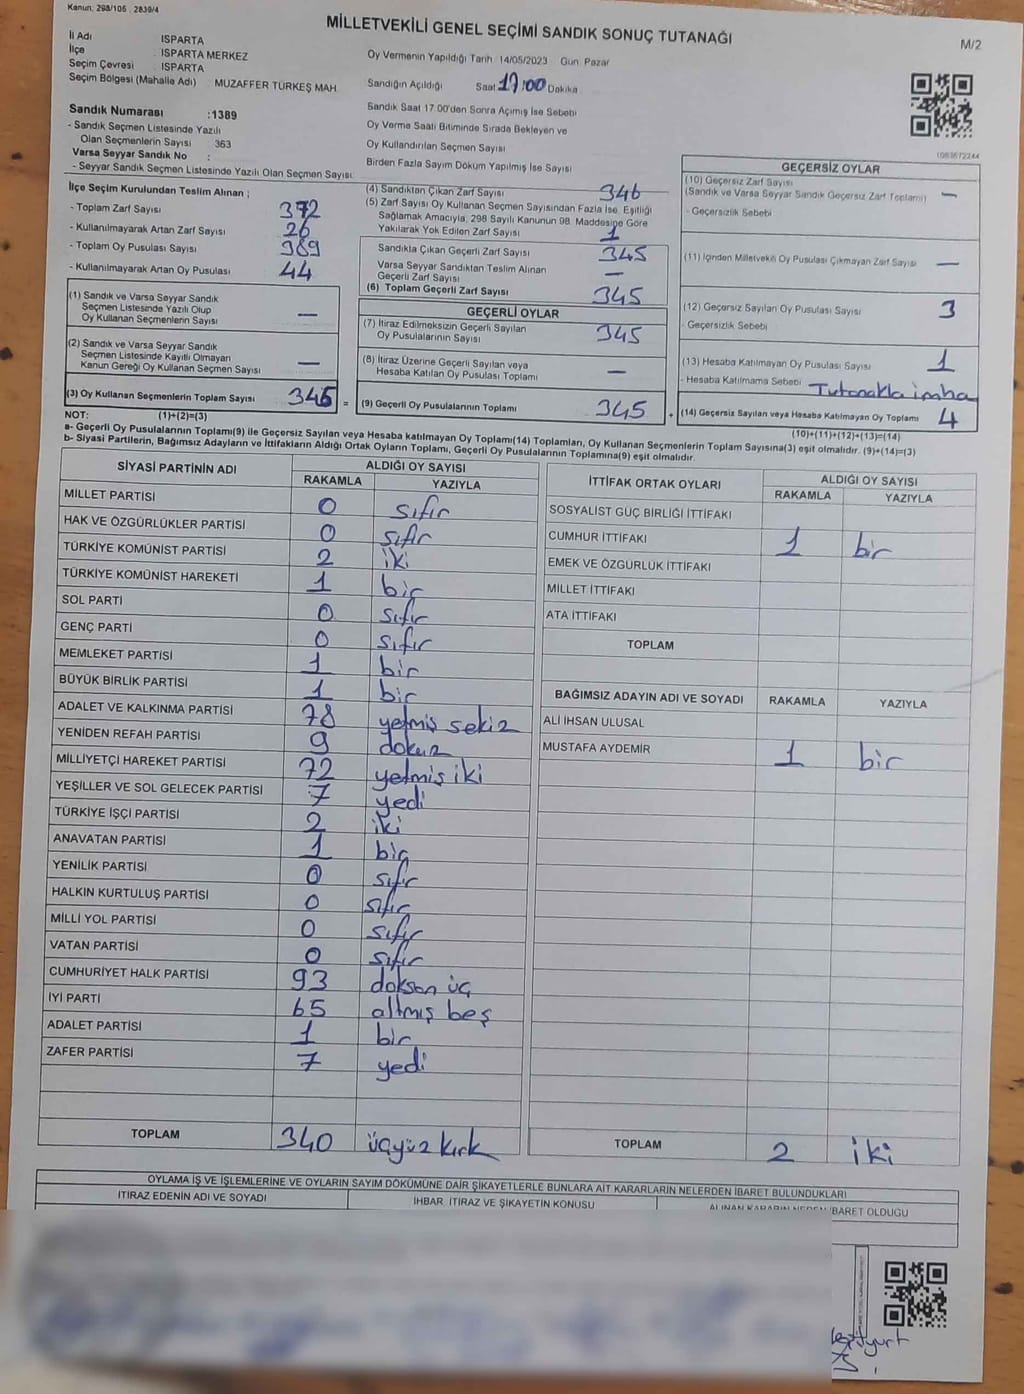 Kanun: 298/105 , 2839/4
MİLLETVEKİLİ GENEL SEÇİMİ SANDIK SONUÇ TUTANAĞI
M/2
İl Adı : ISPARTA
İlçe : ISPARTA MERKEZ
Seçim Çevresi : ISPARTA
Seçim Bölgesi (Mahalle Adı) : MUZAFFER TÜRKEŞ MAH.
Oy Vermenin Yapıldığı Tarih 14/05/2023 Gün Pazar
Sandığın Açıldığı Saat 17:00 Dakika
Sandık Saat 17.00'den Sonra Açımış İse Sebebi
Oy Verme Saati Bitiminde Sırada Bekleyen ve
Oy Kullandırılan Seçmen Sayısı
Birden Fazla Sayım Döküm Yapılmış İse Sayısı
Sandık Numarası :1389
- Sandık Seçmen Listesinde Yazılı
Olan Seçmenlerin Sayısı 363
Varsa Seyyar Sandık No :
- Seyyar Sandık Seçmen Listesinde Yazılı Olan Seçmen Sayısı:
İlçe Seçim Kurulundan Teslim Alınan ;
- Toplam Zarf Sayısı 372
- Kullanılmayarak Artan Zarf Sayısı 26
- Toplam Oy Pusulası Sayısı 389
- Kullanılmayarak Artan Oy Pusulası 44
(1) Sandık ve Varsa Seyyar Sandık
Seçmen Listesinde Yazılı Olup
Oy Kullanan Seçmenlerin Sayısı —
(2) Sandık ve Varsa Seyyar Sandık
Seçmen Listesinde Kayıtlı Olmayan
Kanun Gereği Oy Kullanan Seçmen Sayısı —
(3) Oy Kullanan Seçmenlerin Toplam Sayısı 345 =
(4) Sandıktan Çıkan Zarf Sayısı 346
(5) Zarf Sayısı Oy Kullanan Seçmen Sayısından Fazla İse, Eşitliği
Sağlamak Amacıyla, 298 Sayılı Kanunun 98. Maddesine Göre
Yakılarak Yok Edilen Zarf Sayısı 1
Sandıkta Çıkan Geçerli Zarf Sayısı 345
Varsa Seyyar Sandıktan Teslim Alınan
Geçerli Zarf Sayısı —
(6) Toplam Geçerli Zarf Sayısı 345
GEÇERLİ OYLAR
(7) İtiraz Edilmeksizin Geçerli Sayılan
Oy Pusulalarının Sayısı 345
(8) İtiraz Üzerine Geçerli Sayılan veya
Hesaba Katılan Oy Pusulası Toplamı —
(9) Geçerli Oy Pusulalarının Toplamı 345 +
GEÇERSİZ OYLAR
(10) Geçersiz Zarf Sayısı
(Sandık ve Varsa Seyyar Sandık Geçersiz Zarf Toplamı) —
- Geçersizlik Sebebi
(11) İçinden Milletvekili Oy Pusulası Çıkmayan Zarf Sayısı —
(12) Geçersiz Sayılan Oy Pusulası Sayısı 3
- Geçersizlik Sebebi
(13) Hesaba Katılmayan Oy Pusulası Sayısı 1
- Hesaba Katılmama Sebebi Tutanakla imha
(14) Geçersiz Sayılan veya Hesaba Katılmayan Oy Toplamı 4
NOT: (1)+(2)=(3)
(10)+(11)+(12)+(13)=(14)
a- Geçerli Oy Pusulalarının Toplamı(9) ile Geçersiz Sayılan veya Hesaba katılmayan Oy Toplamı(14) Toplamları, Oy Kullanan Seçmenlerin Toplam Sayısına(3) eşit olmalıdır. (9)+(14)=(3)
b- Siyasi Partilerin, Bağımsız Adayların ve İttifakların Aldığı Ortak Oyların Toplamı, Geçerli Oy Pusulalarının Toplamına(9) eşit olmalıdır.
SİYASİ PARTİNİN ADI ALDIĞI OY SAYISI
RAKAMLA YAZIYLA
MİLLET PARTİSİ 0 sıfır
HAK VE ÖZGÜRLÜKLER PARTİSİ 0 sıfır
TÜRKİYE KOMÜNİST PARTİSİ 2 iki
TÜRKİYE KOMÜNİST HAREKETİ 1 bir
SOL PARTİ 0 sıfır
GENÇ PARTİ 0 sıfır
MEMLEKET PARTİSİ 1 bir
BÜYÜK BİRLİK PARTİSİ 1 bir
ADALET VE KALKINMA PARTİSİ 78 yetmiş sekiz
YENİDEN REFAH PARTİSİ 9 dokuz
MİLLİYETÇİ HAREKET PARTİSİ 72 yetmiş iki
YEŞİLLER VE SOL GELECEK PARTİSİ 7 yedi
TÜRKİYE İŞÇİ PARTİSİ 2 iki
ANAVATAN PARTİSİ 1 bir
YENİLİK PARTİSİ 0 sıfır
HALKIN KURTULUŞ PARTİSİ 0 sıfır
MİLLİ YOL PARTİSİ 0 sıfır
VATAN PARTİSİ 0 sıfır
CUMHURİYET HALK PARTİSİ 93 doksan üç
İYİ PARTİ 65 altmış beş
ADALET PARTİSİ 1 bir
ZAFER PARTİSİ 7 yedi
TOPLAM 340 üçyüz kırk
İTTİFAK ORTAK OYLARI ALDIĞI OY SAYISI
RAKAMLA YAZIYLA
SOSYALİST GÜÇ BİRLİĞİ İTTİFAKI
CUMHUR İTTİFAKI 1 bir
EMEK VE ÖZGÜRLÜK İTTİFAKI
MİLLET İTTİFAKI
ATA İTTİFAKI
TOPLAM
BAĞIMSIZ ADAYIN ADI VE SOYADI RAKAMLA YAZIYLA
ALİ İHSAN ULUSAL
MUSTAFA AYDEMİR 1 bir
TOPLAM 2 iki
OYLAMA İŞ VE İŞLEMLERİNE VE OYLARIN SAYIM DÖKÜMÜNE DAİR ŞİKAYETLERLE BUNLARA AİT KARARLARIN NELERDEN İBARET BULUNDUKLARI
İTİRAZ EDENİN ADI VE SOYADI
İHBAR, İTİRAZ VE ŞİKAYETİN KONUSU
ALINAN KARARIN NEDEN İBARET OLDUĞU